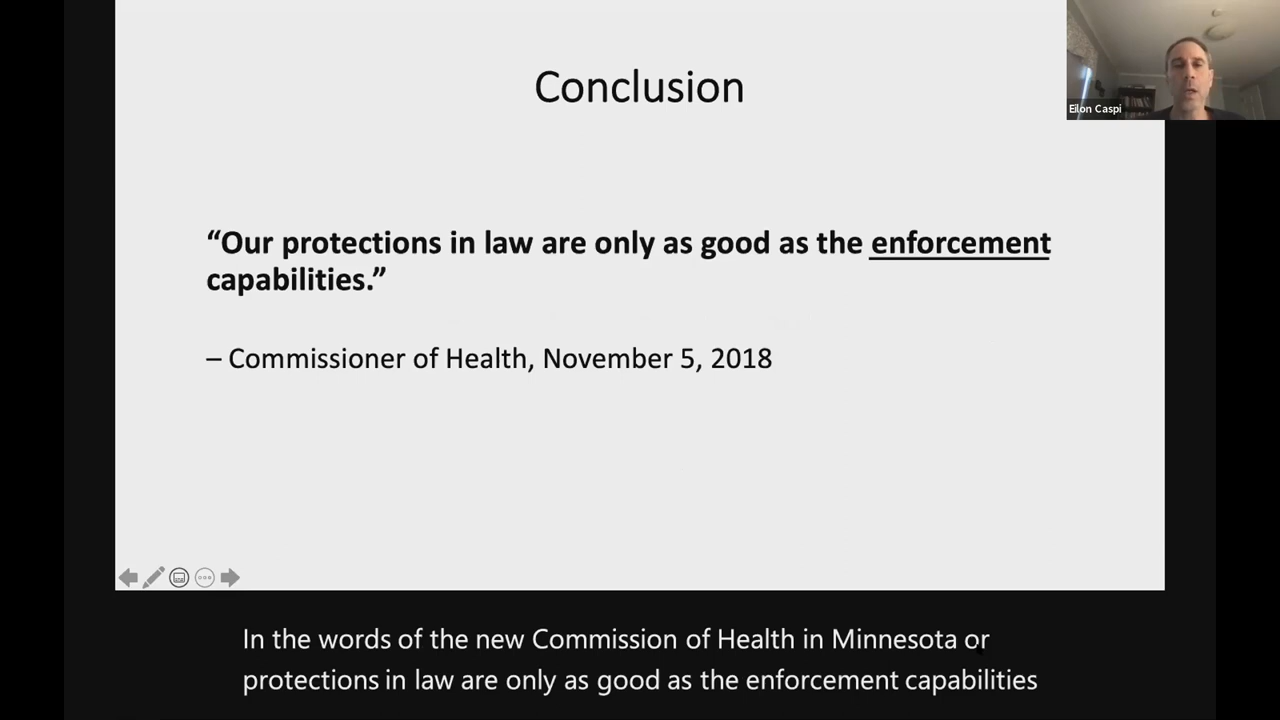 Conclusion
Eilon Caspi
“Our protections in law are only as good as the enforcement
capabilities.”
– Commissioner of Health, November 5, 2018
In the words of the new Commission of Health in Minnesota or
protections in law are only as good as the enforcement capabilities